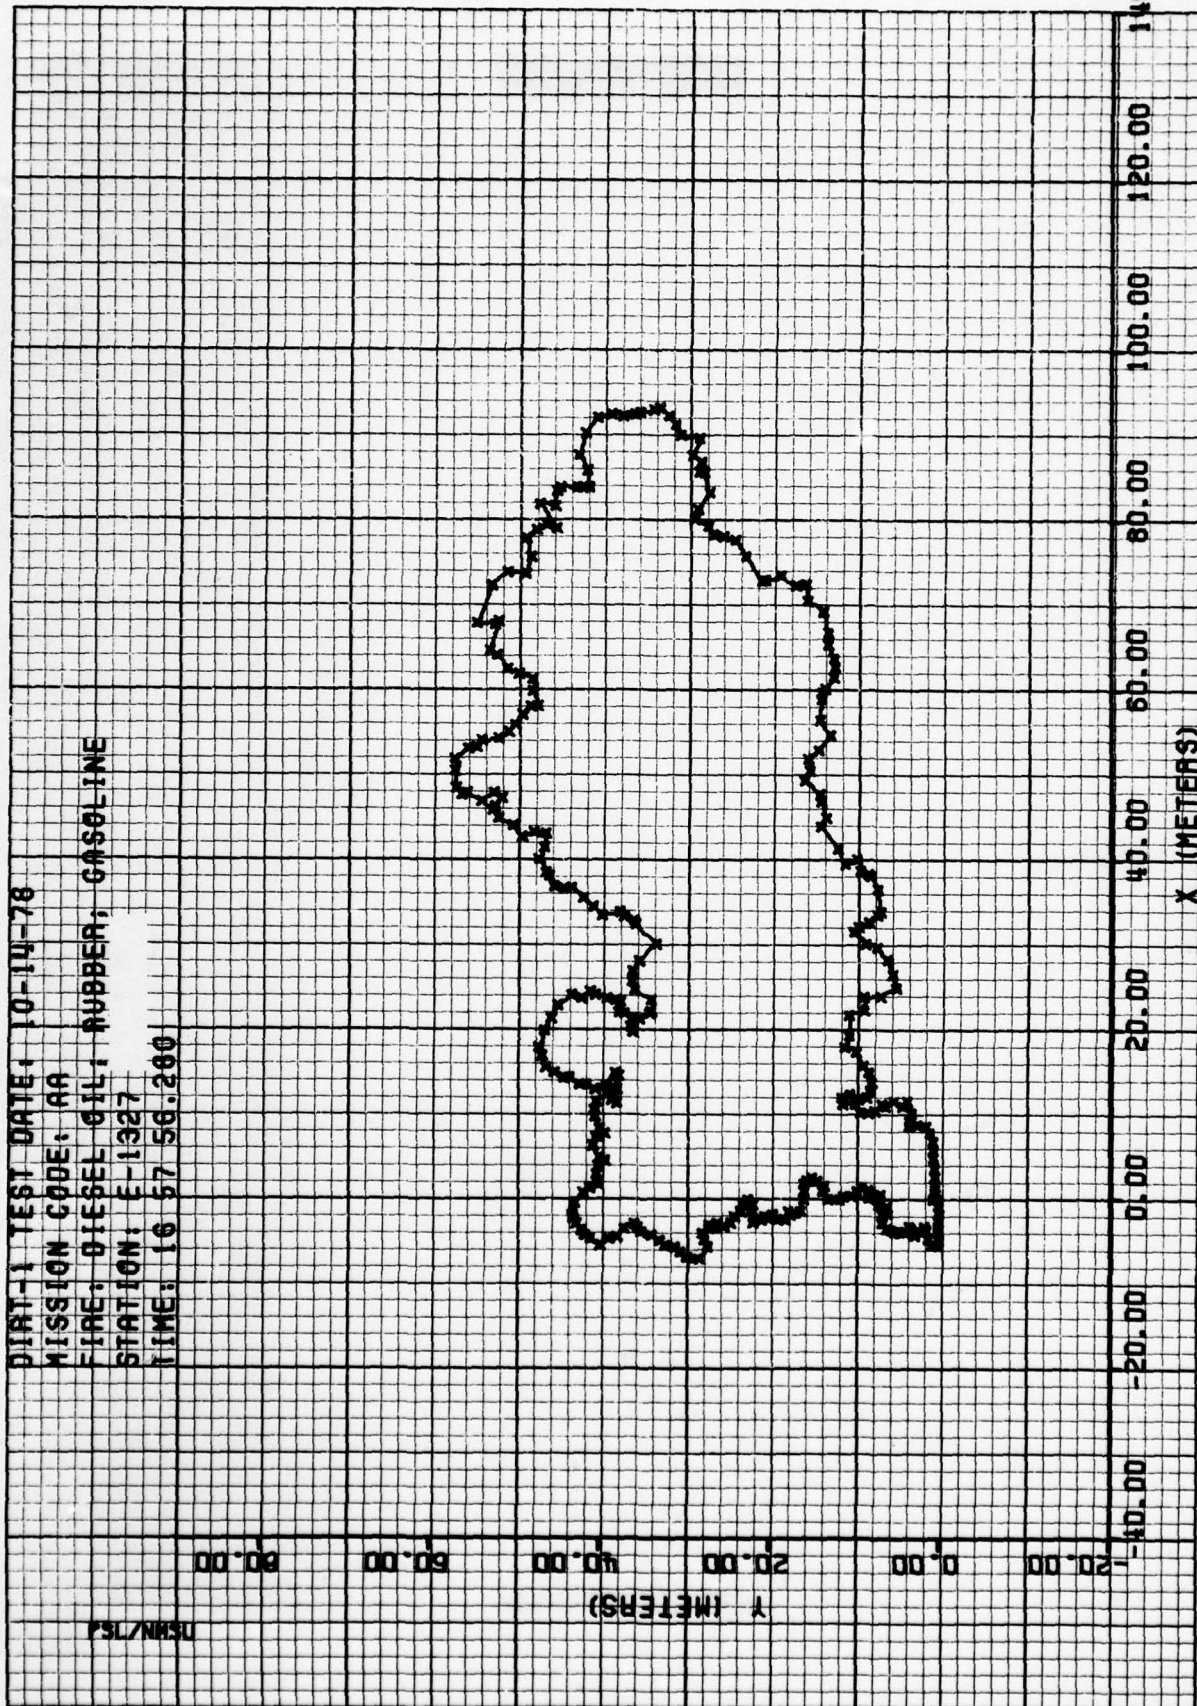 DIRT-1 TEST DATE: 10-14-78
MISSION CODE: AA
FIRE: DIESEL OIL; RUBBER; GASOLINE
STATION: E-1327
TIME: 16 57 56.280
PSL/NMSU
Y (METERS)
80.00
60.00
40.00
20.00
0.00
-20.00
-40.00
-20.00
0.00
20.00
40.00
60.00
80.00
100.00
120.00
14
X (METERS)